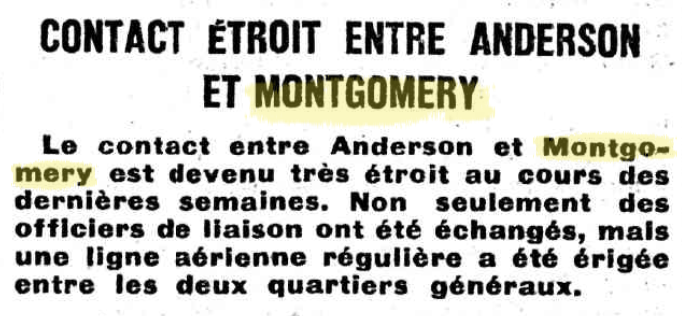 CONTACT ÉTROIT ENTRE ANDERSON
ET MONTGOMERY
Le contact entre Anderson et Montgo-
mery est devenu très étroit au cours des
dernières semaines. Non seulement des
officiers de liaison ont été échangés, mais
une ligne aérienne régulière a été érigée
entre les deux quartiers généraux.